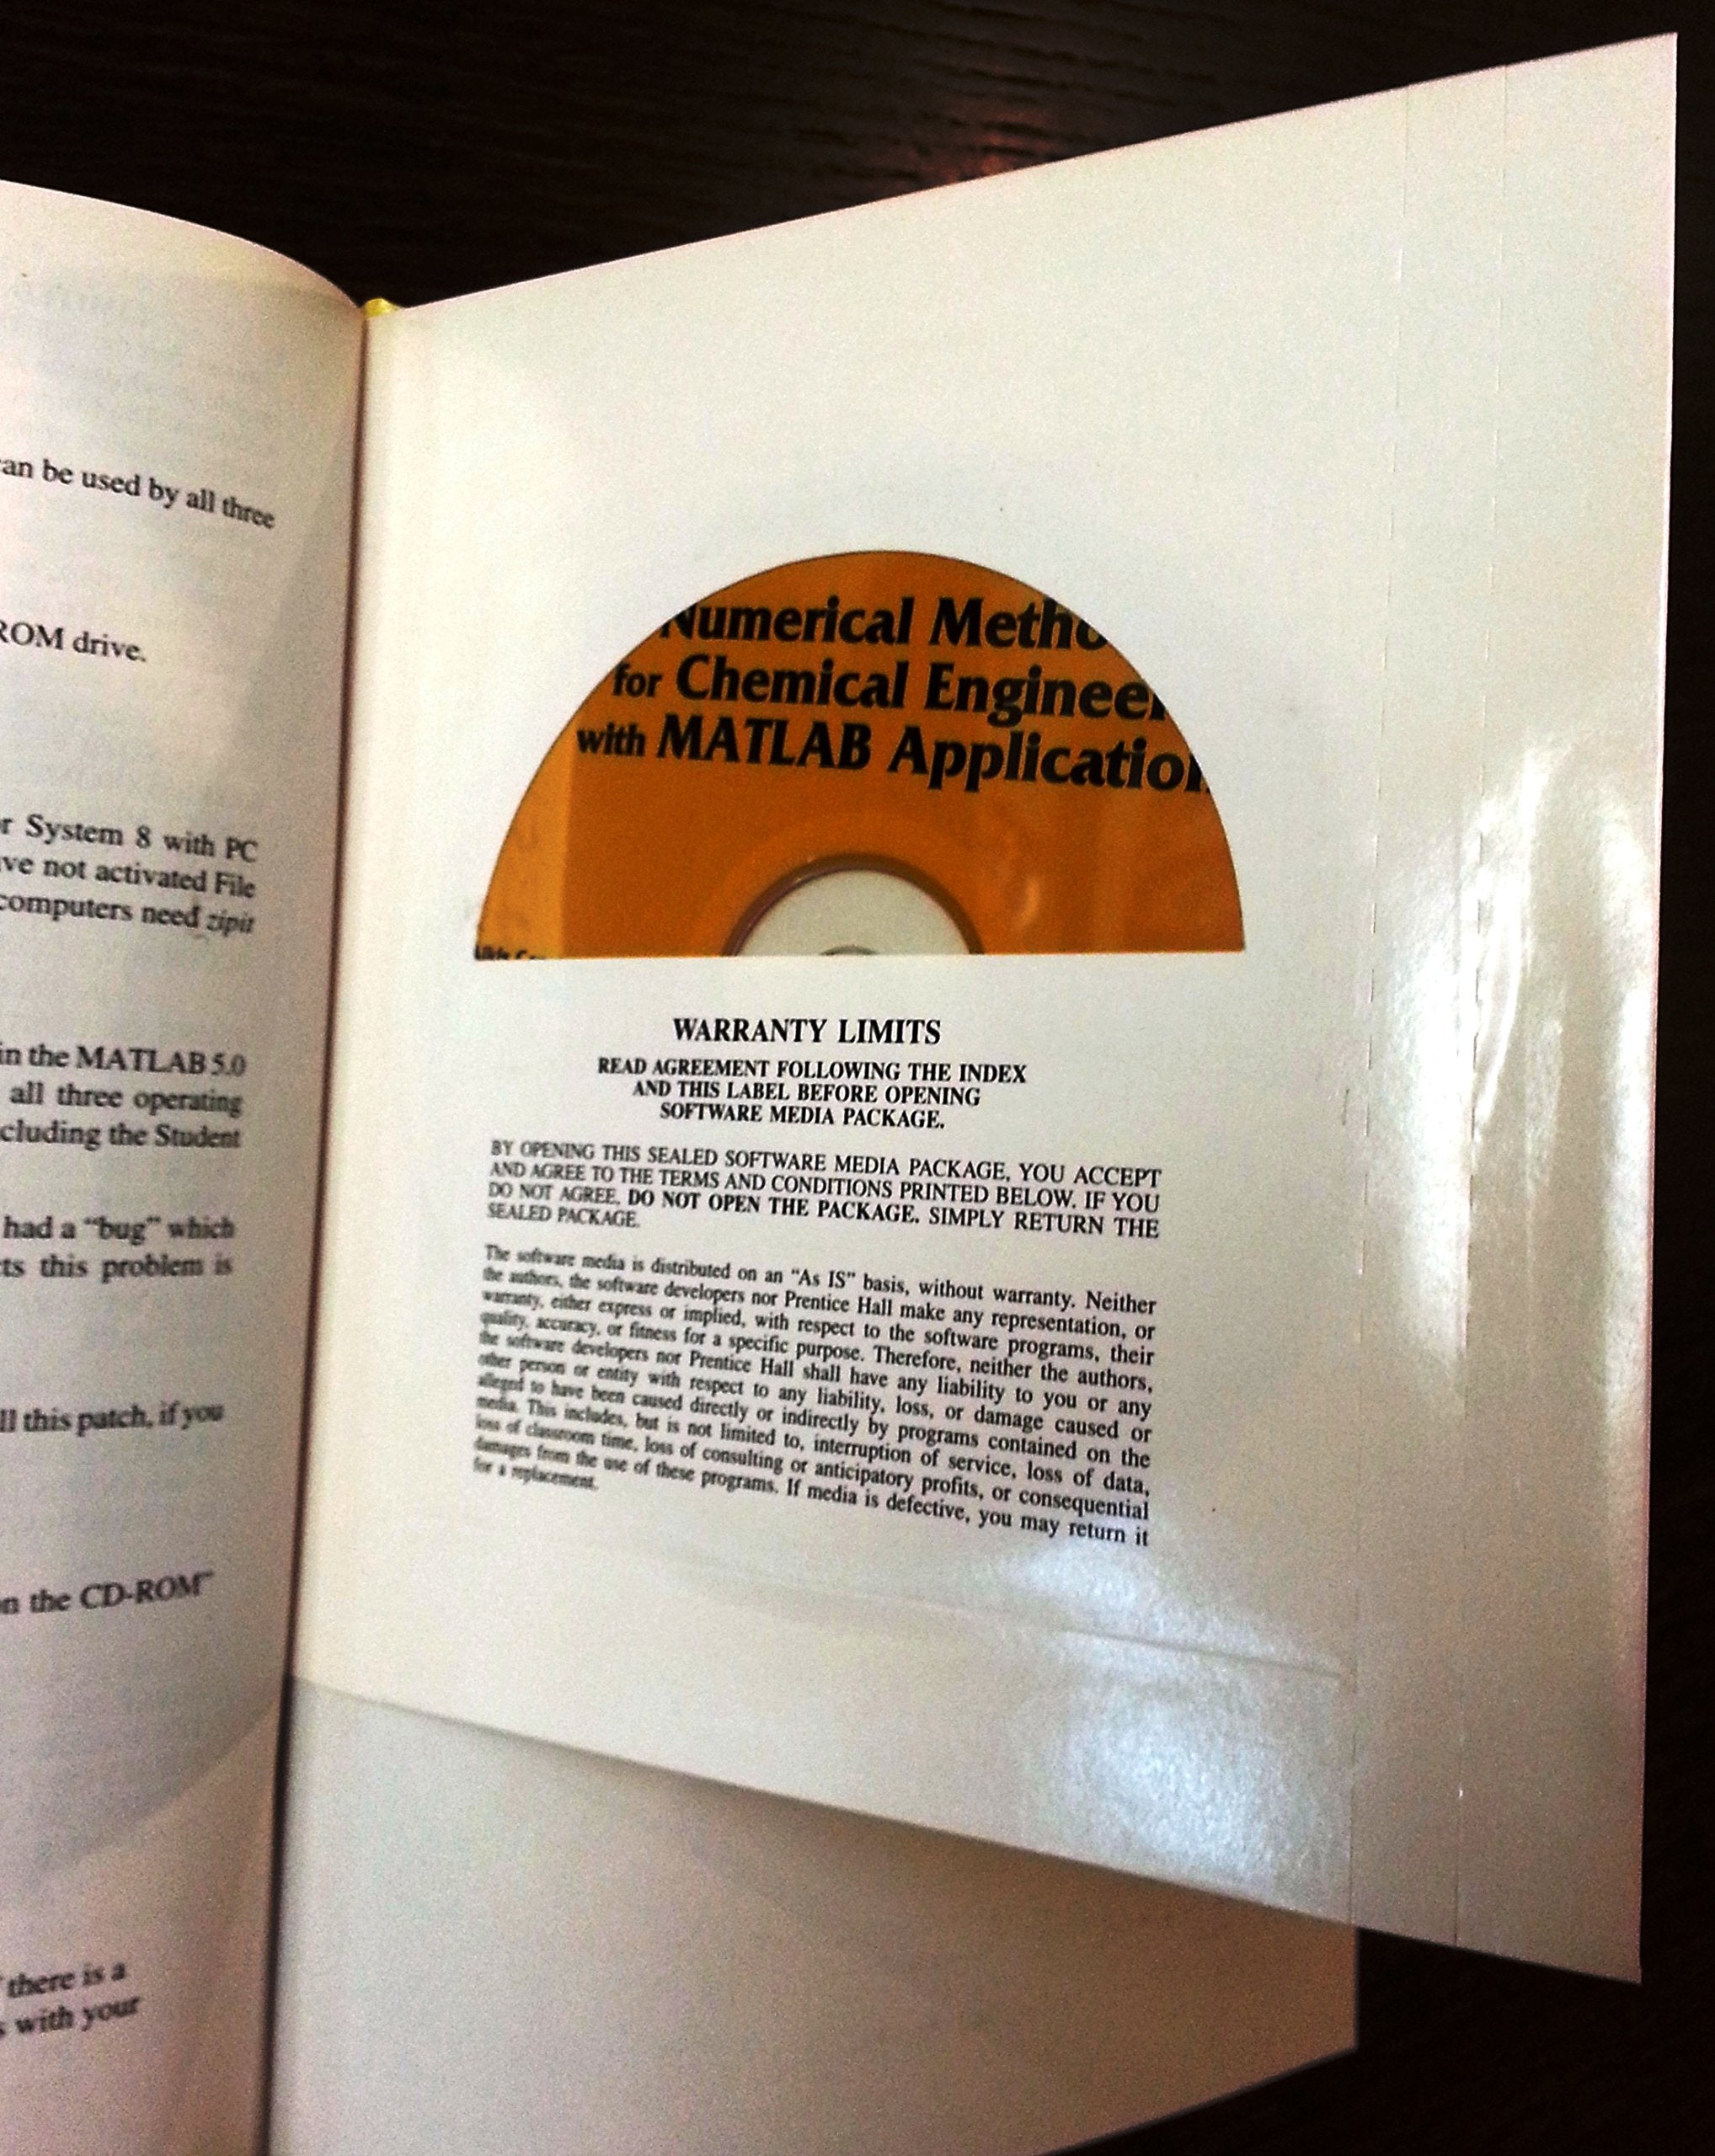 can be used by all three
ROM drive.
r System 8 with PC
ve not activated File
computers need zipit
in the MATLAB 5.0
all three operating
cluding the Student
had a “bug” which
ts this problem is
ll this patch, if you
on the CD-ROM”
there is a
s with your
Numerical Metho
for Chemical Engineer
with MATLAB Application
WARRANTY LIMITS
READ AGREEMENT FOLLOWING THE INDEX
AND THIS LABEL BEFORE OPENING
SOFTWARE MEDIA PACKAGE.
BY OPENING THIS SEALED SOFTWARE MEDIA PACKAGE, YOU ACCEPT
AND AGREE TO THE TERMS AND CONDITIONS PRINTED BELOW. IF YOU
DO NOT AGREE, DO NOT OPEN THE PACKAGE. SIMPLY RETURN THE
SEALED PACKAGE.
The software media is distributed on an “As IS” basis, without warranty. Neither
the authors, the software developers nor Prentice Hall make any representation, or
warranty, either express or implied, with respect to the software programs, their
quality, accuracy, or fitness for a specific purpose. Therefore, neither the authors,
the software developers nor Prentice Hall shall have any liability to you or any
other person or entity with respect to any liability, loss, or damage caused or
alleged to have been caused directly or indirectly by programs contained on the
media. This includes, but is not limited to, interruption of service, loss of data,
loss of classroom time, loss of consulting or anticipatory profits, or consequential
damages from the use of these programs. If media is defective, you may return it
for a replacement.